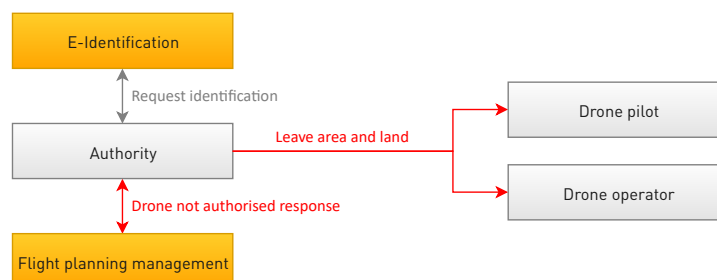 E-Identification
Request identification
Authority
Leave area and land
Drone pilot
Drone operator
Drone not authorised response
Flight planning management